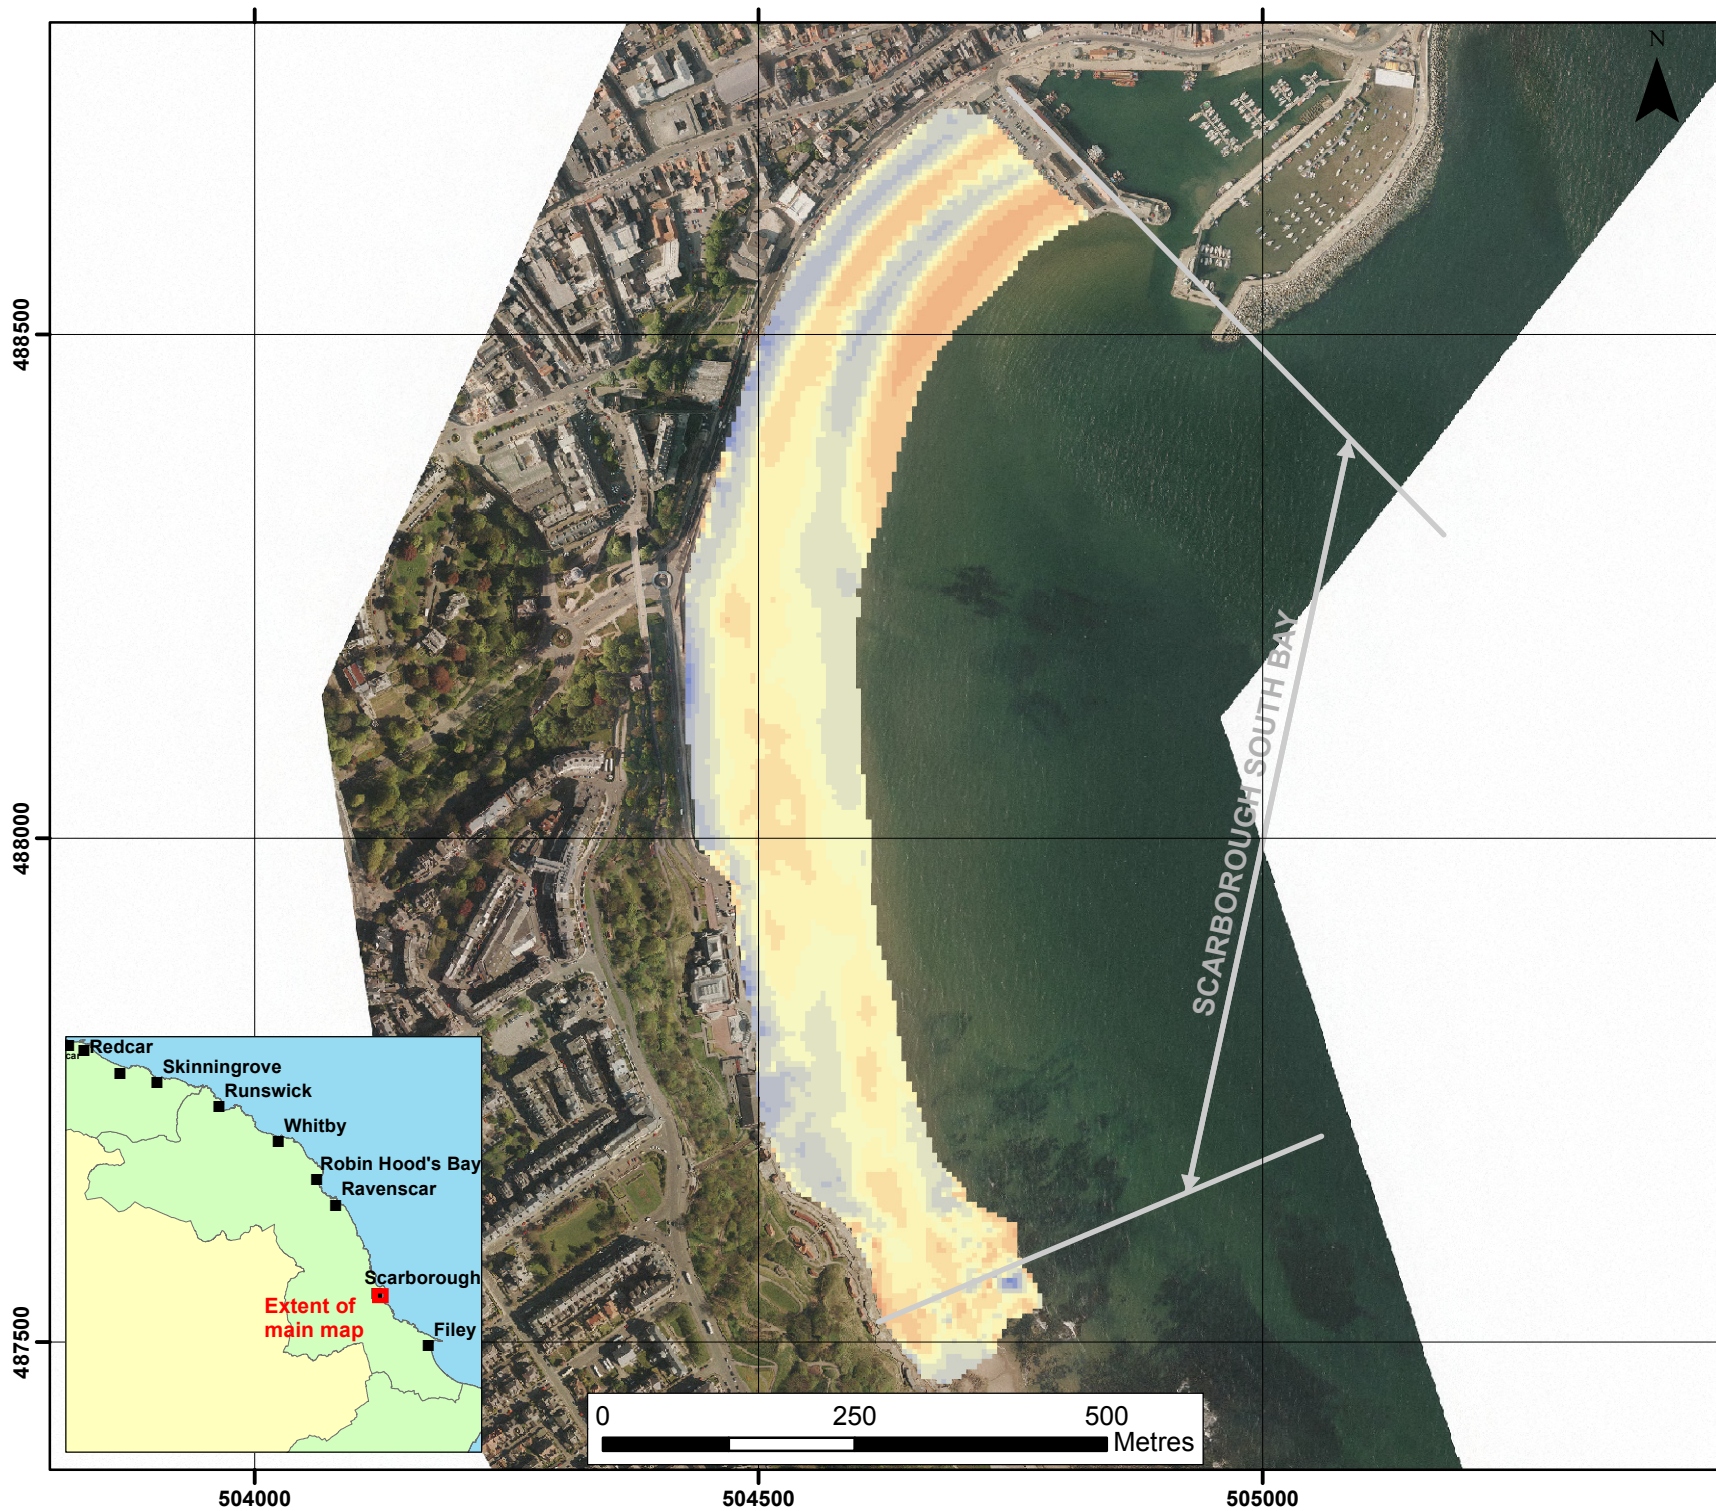 N
488500
488000
487500
SCARBOROUGH SOUTH BAY
car
Redcar
Skinningrove
Runswick
Whitby
Robin Hood's Bay
Ravenscar
Scarborough
Extent of
main map
Filey
0 250 500
Metres
504000 504500 505000